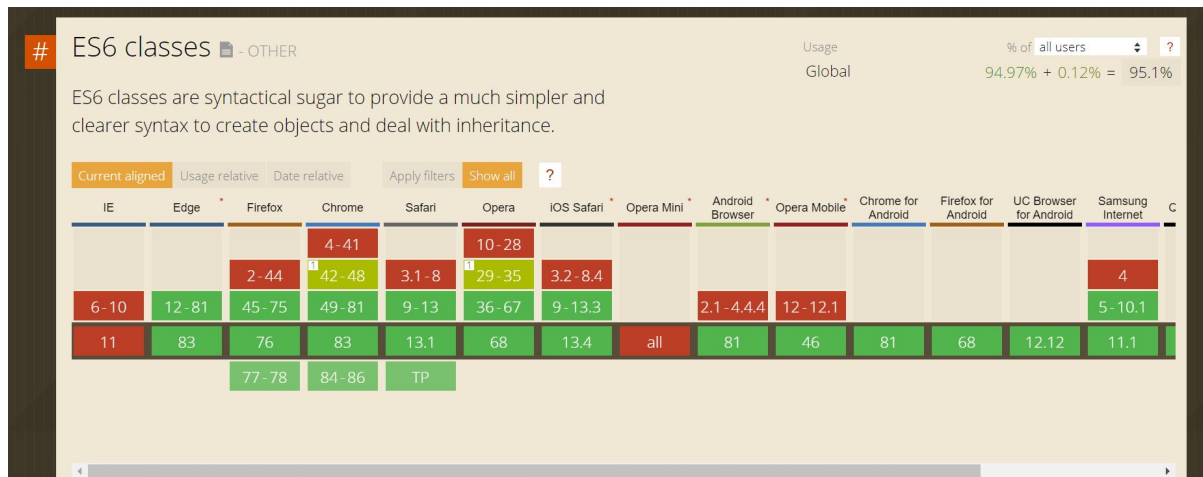 # ES6 classes - OTHER
Usage % of all users ?
Global 94.97% + 0.12% = 95.1%
ES6 classes are syntactical sugar to provide a much simpler and
clearer syntax to create objects and deal with inheritance.
Current aligned Usage relative Date relative Apply filters Show all ?
IE Edge * Firefox Chrome Safari Opera iOS Safari * Opera Mini * Android Browser * Opera Mobile * Chrome for Android Firefox for Android UC Browser for Android Samsung Internet
4-41 10-28
2-44 1 42-48 3.1-8 1 29-35 3.2-8.4 4
6-10 12-81 45-75 49-81 9-13 36-67 9-13.3 2.1-4.4.4 12-12.1 5-10.1
11 83 76 83 13.1 68 13.4 all 81 46 81 68 12.12 11.1
77-78 84-86 TP